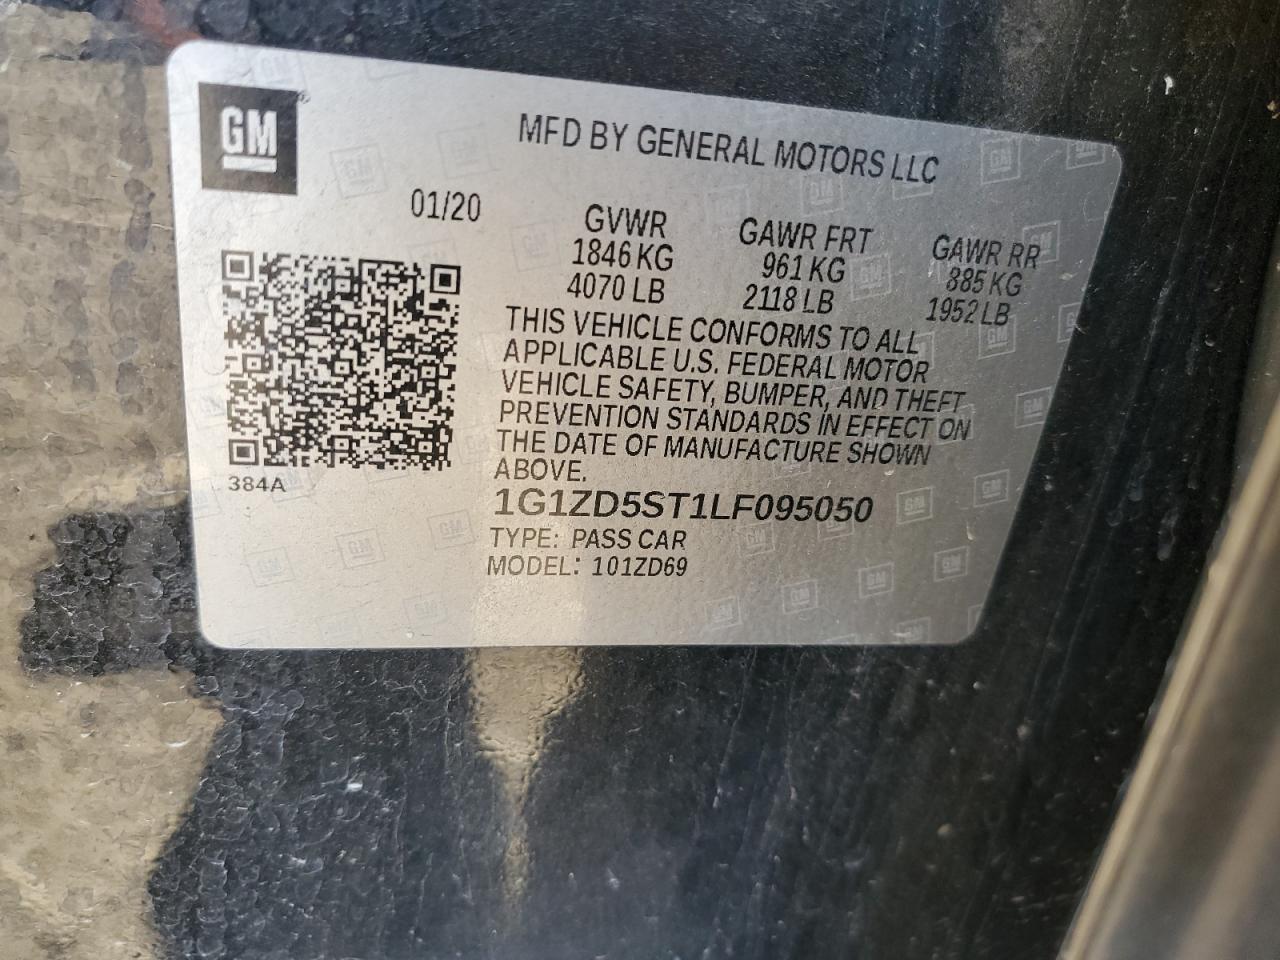 GM
MFD BY GENERAL MOTORS LLC
01/20
GVWR GAWR FRT GAWR RR
1846 KG 961 KG 885 KG
4070 LB 2118 LB 1952 LB
THIS VEHICLE CONFORMS TO ALL
APPLICABLE U.S. FEDERAL MOTOR
VEHICLE SAFETY, BUMPER, AND THEFT
PREVENTION STANDARDS IN EFFECT ON
THE DATE OF MANUFACTURE SHOWN
ABOVE.
384A
1G1ZD5ST1LF095050
TYPE: PASS CAR
MODEL: 101ZD69